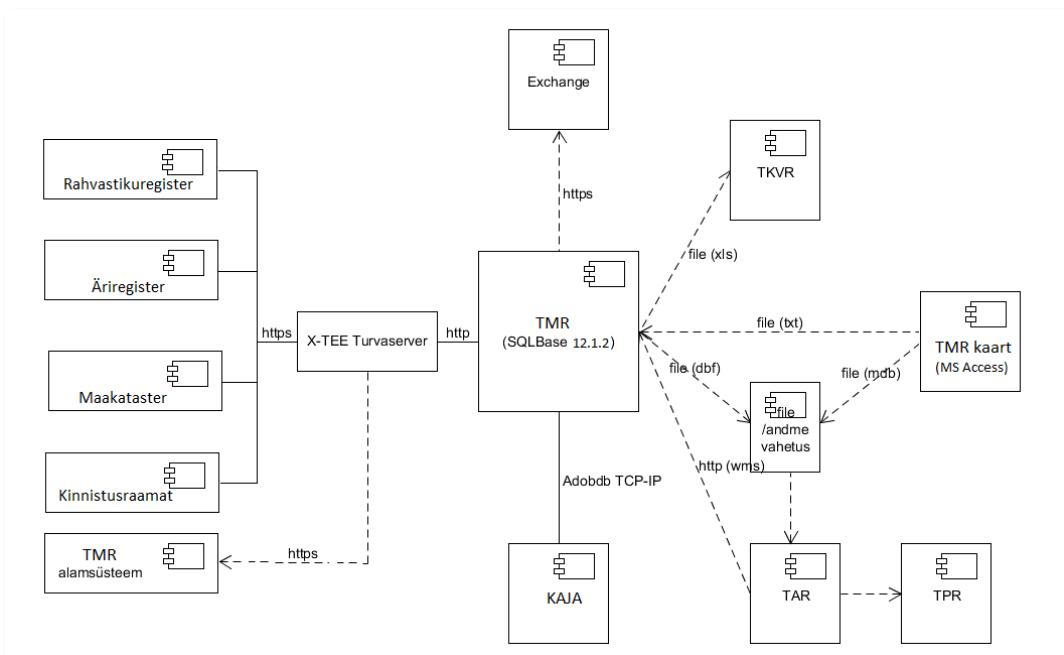 Exchange
Rahvastikuregister
TKVR
https
Äriregister
file (xls)
TMR
(SQLBase 12.1.2)
https
X-TEE Turvaserver
http
file (txt)
TMR kaart
(MS Access)
file (dbf)
file (mdb)
Maakataster
file
/andme
vahetus
http (wms)
Adobdb TCP-IP
Kinnistusraamat
TMR
alamsüsteem
https
KAJA
TAR
TPR